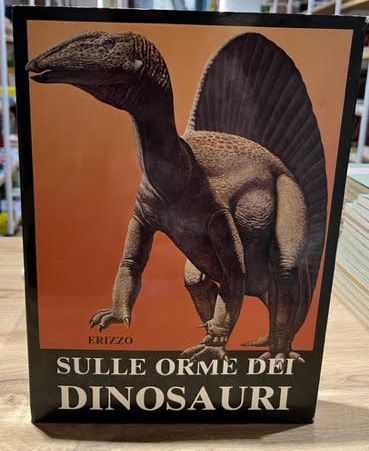 ERIZZO
SULLE ORME DEI
DINOSAURI